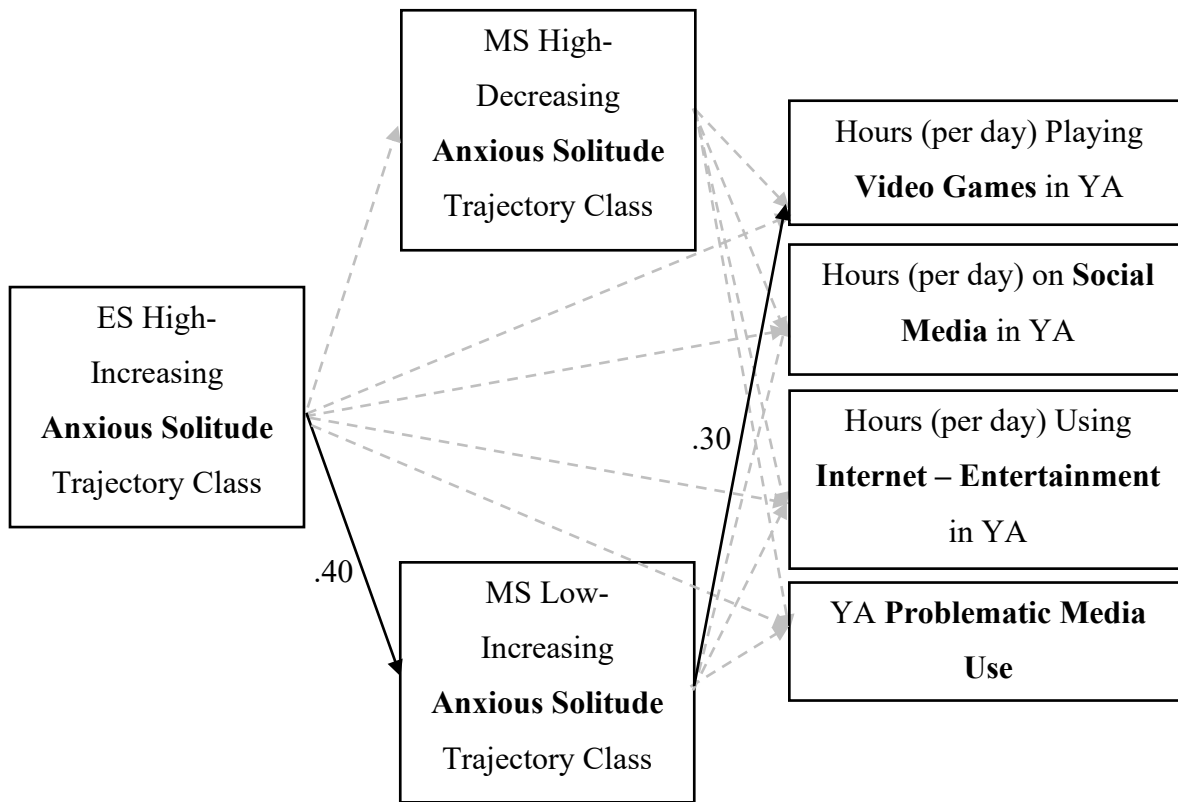 MS High-
Decreasing
Anxious Solitude
Trajectory Class
Hours (per day) Playing
Video Games in YA
Hours (per day) on Social
Media in YA
ES High-
Increasing
Anxious Solitude
Trajectory Class
Hours (per day) Using
Internet – Entertainment
in YA
.30
.40
MS Low-
Increasing
Anxious Solitude
Trajectory Class
YA Problematic Media
Use